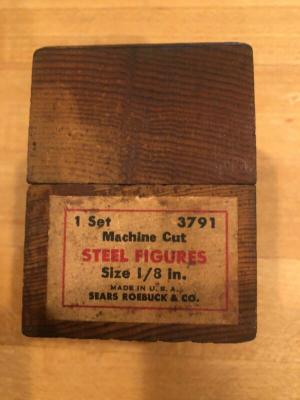 1 Set 3791
Machine Cut
STEEL FIGURES
Size 1/8 In.
MADE IN U. S. A.
SEARS ROEBUCK & CO.